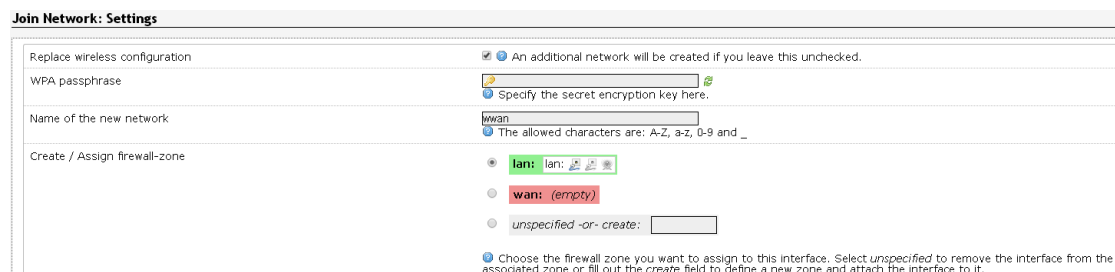 Join Network: Settings
Replace wireless configuration
An additional network will be created if you leave this unchecked.
WPA passphrase
Specify the secret encryption key here.
Name of the new network
wwan
The allowed characters are: A-Z, a-z, 0-9 and _
Create / Assign firewall-zone
lan: lan:
wan: (empty)
unspecified -or- create:
Choose the firewall zone you want to assign to this interface. Select unspecified to remove the interface from the
associated zone or fill out the create field to define a new zone and attach the interface to it.